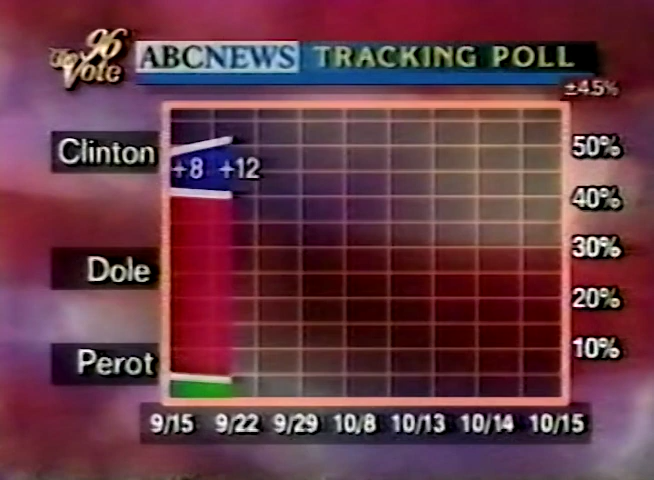 The 96 Vote
ABCNEWS TRACKING POLL
±4.5%
Clinton
Dole
Perot
+8 +12
50%
40%
30%
20%
10%
9/15 9/22 9/29 10/8 10/13 10/14 10/15